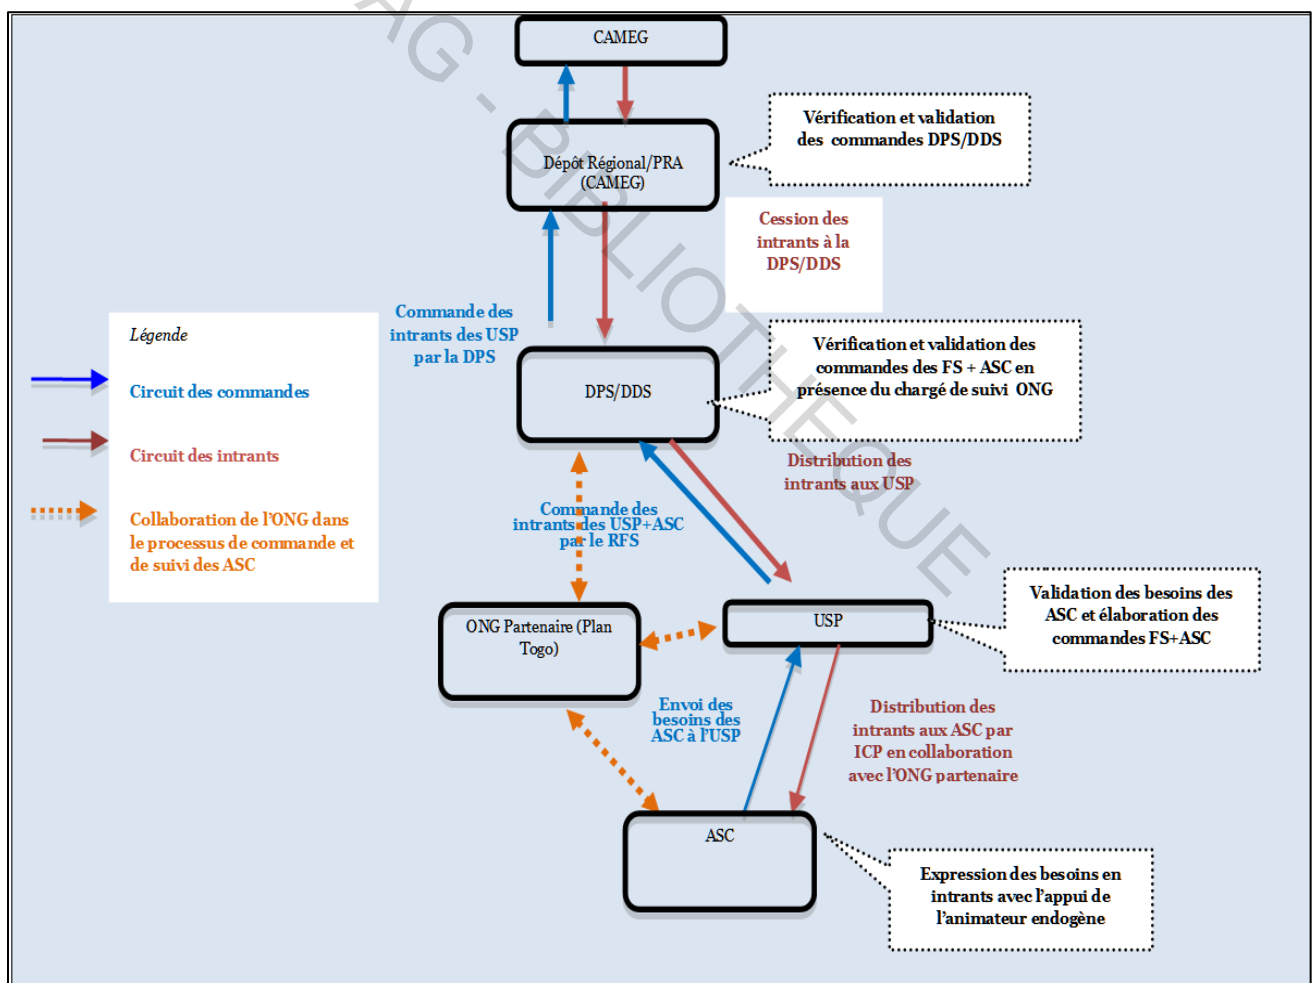 CAMEG
Vérification et validation
des commandes DPS/DDS
Dépôt Régional/PRA
(CAMEG)
Cession des
intrants à la
DPS/DDS
Commande des
intrants des USP
par la DPS
Légende
Circuit des commandes
Circuit des intrants
Collaboration de l'ONG dans
le processus de commande et
de suivi des ASC
Vérification et validation des
commandes des FS + ASC en
présence du chargé de suivi ONG
DPS/DDS
Distribution des
intrants aux USP
Commande des
intrants des USP+ASC
par le RFS
ONG Partenaire (Plan
Togo)
USP
Validation des besoins des
ASC et élaboration des
commandes FS+ASC
Envoi des
besoins des
ASC à l'USP
Distribution des
intrants aux ASC par
ICP en collaboration
avec l'ONG partenaire
ASC
Expression des besoins en
intrants avec l'appui de
l'animateur endogène
AG - BIBLIOTHEQUE